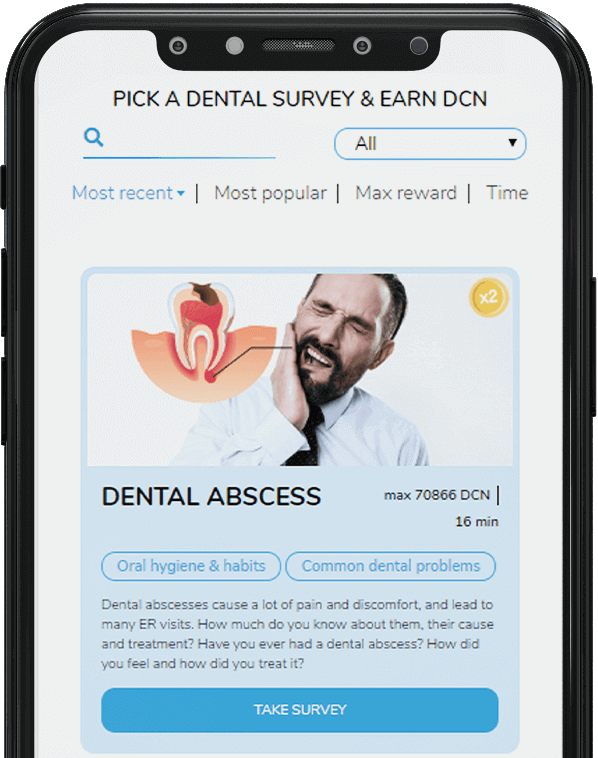 PICK A DENTAL SURVEY & EARN DCN
All
Most recent | Most popular | Max reward | Time
x2
DENTAL ABSCESS
max 70866 DCN |
16 min
Oral hygiene & habits
Common dental problems
Dental abscesses cause a lot of pain and discomfort, and lead to
many ER visits. How much do you know about them, their cause
and treatment? Have you ever had a dental abscess? How did
you feel and how did you treat it?
TAKE SURVEY